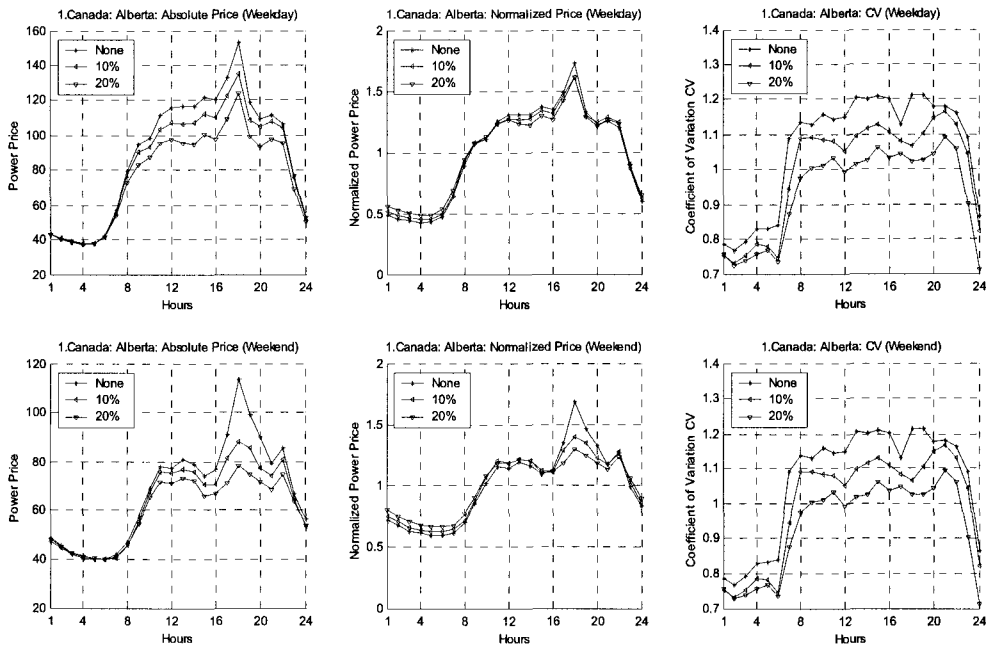 1.Canada: Alberta: Absolute Price (Weekday)
160
140
120
100
80
60
40
20
Power Price
None
10%
20%
1 4 8 12 16 20 24
Hours
1.Canada: Alberta: Normalized Price (Weekday)
2
1.5
1
0.5
0
Normalized Power Price
None
10%
20%
1 4 8 12 16 20 24
Hours
1.Canada: Alberta: CV (Weekday)
1.4
1.3
1.2
1.1
1
0.9
0.8
0.7
Coefficient of Variation CV
None
10%
20%
1 4 8 12 16 20 24
Hours
1.Canada: Alberta: Absolute Price (Weekend)
120
100
80
60
40
20
Power Price
None
10%
20%
1 4 8 12 16 20 24
Hours
1.Canada: Alberta: Normalized Price (Weekend)
2
1.5
1
0.5
0
Normalized Power Price
None
10%
20%
1 4 8 12 16 20 24
Hours
1.Canada: Alberta: CV (Weekend)
1.4
1.3
1.2
1.1
1
0.9
0.8
0.7
Coefficient of Variation CV
None
10%
20%
1 4 8 12 16 20 24
Hours